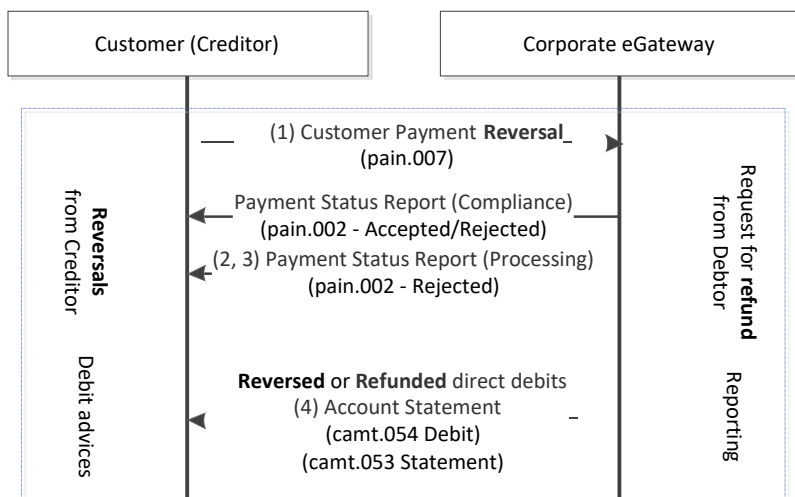 Customer (Creditor)
Corporate eGateway
(1) Customer Payment Reversal
(pain.007)
Payment Status Report (Compliance)
(pain.002 - Accepted/Rejected)
(2, 3) Payment Status Report (Processing)
(pain.002 - Rejected)
Reversals
from Creditor
Request for refund
from Debtor
Reversed or Refunded direct debits
(4) Account Statement
(camt.054 Debit)
(camt.053 Statement)
Debit advices
Reporting